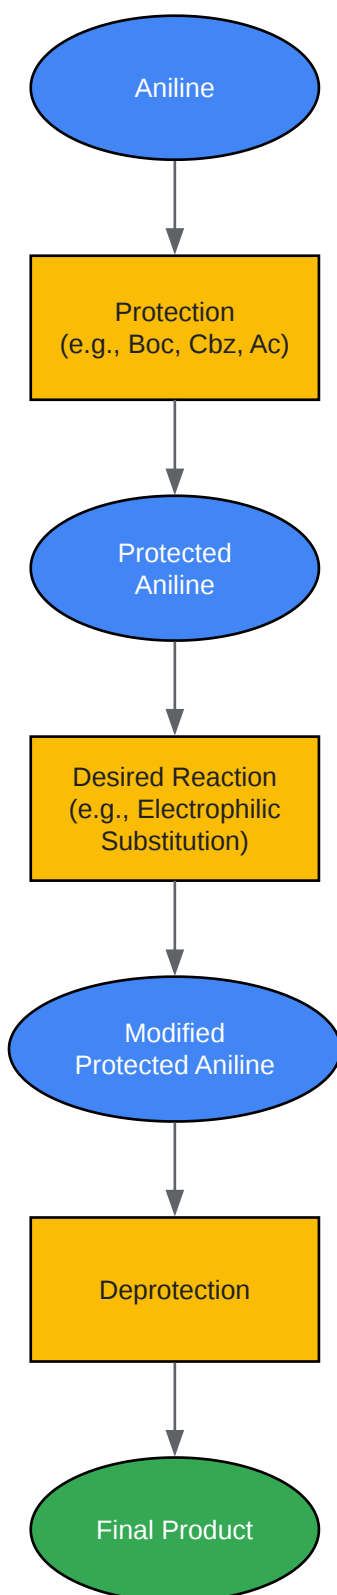 Aniline
Protection
(e.g., Boc, Cbz, Ac)
Protected
Aniline
Desired Reaction
(e.g., Electrophilic
Substitution)
Modified
Protected Aniline
Deprotection
Final Product